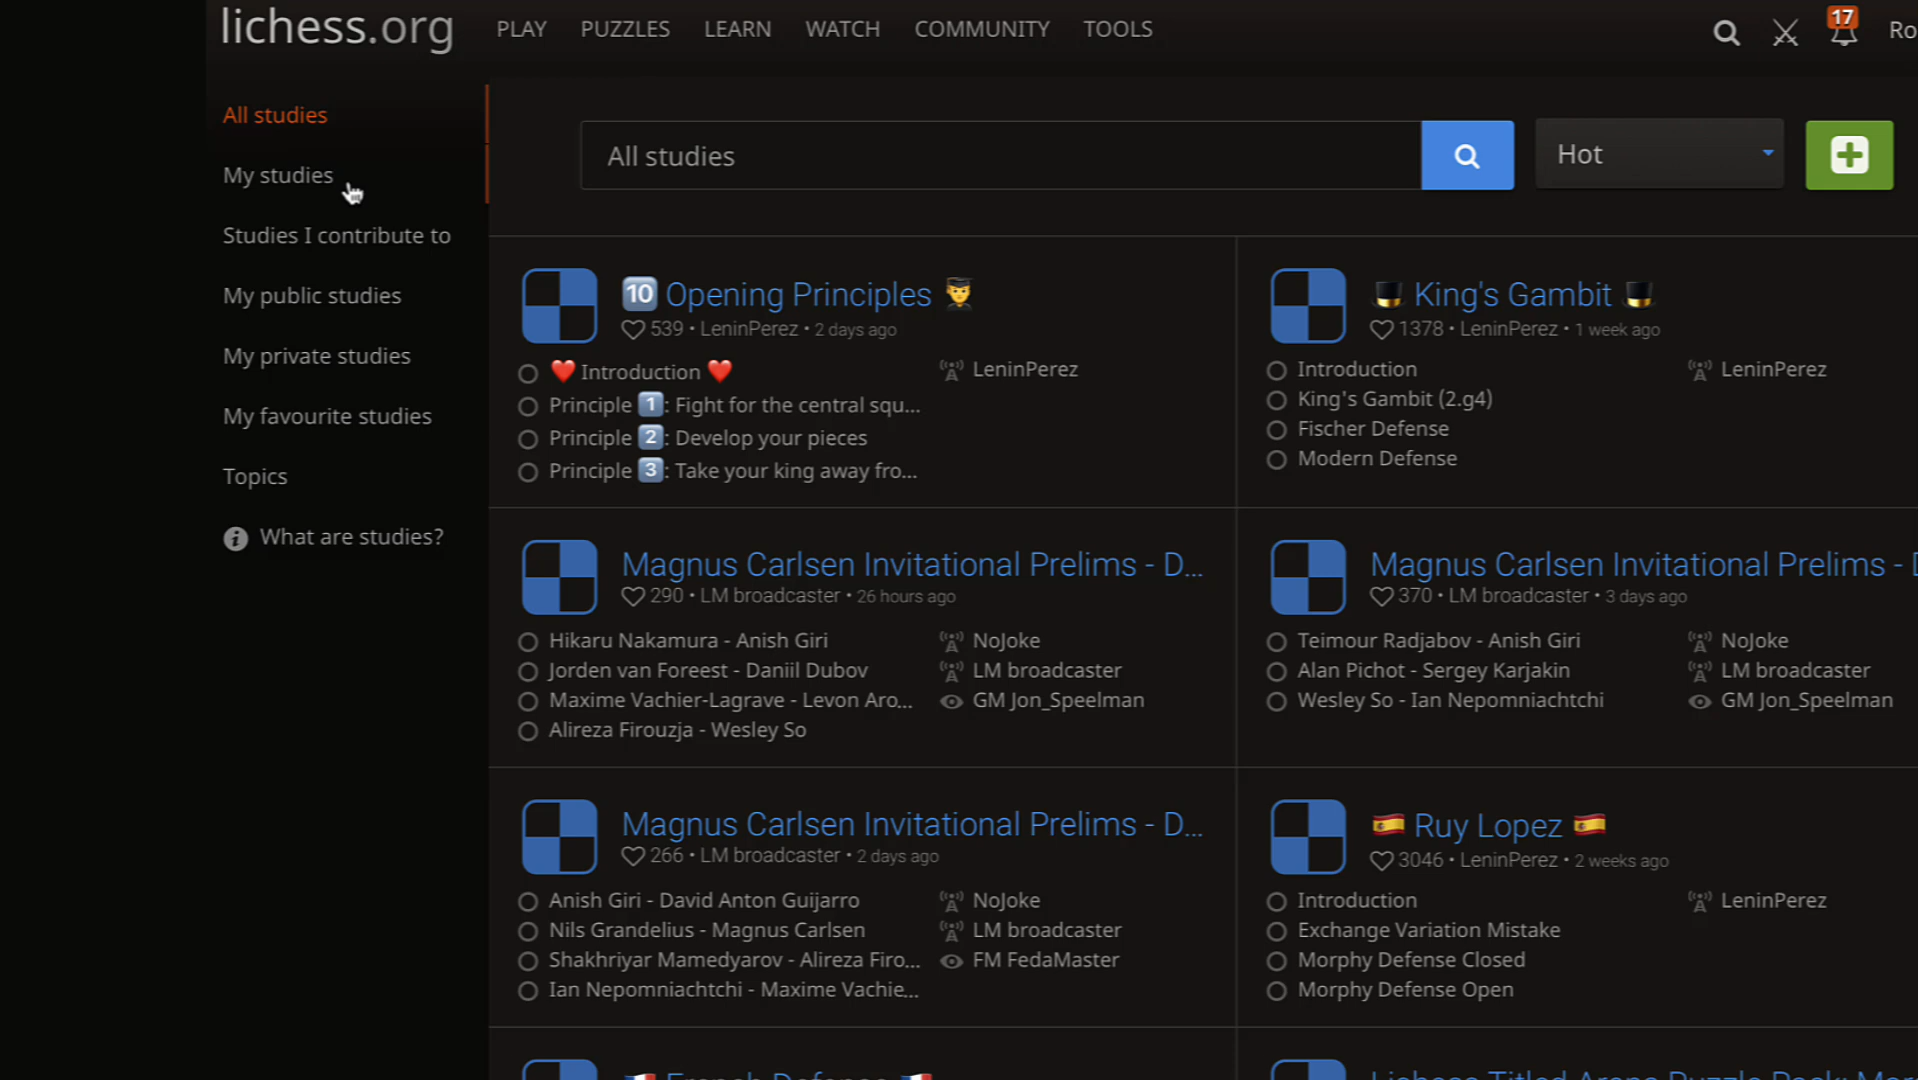 lichess.org
PLAY PUZZLES LEARN WATCH COMMUNITY TOOLS
17
Ro
All studies
My studies
Studies I contribute to
My public studies
My private studies
My favourite studies
Topics
What are studies?
All studies
Hot
🔟 Opening Principles
539 • LeninPerez • 2 days ago
Introduction
Principle 1: Fight for the central squ...
Principle 2: Develop your pieces
Principle 3: Take your king away fro...
LeninPerez
King's Gambit
1378 • LeninPerez • 1 week ago
Introduction
King's Gambit (2.g4)
Fischer Defense
Modern Defense
LeninPerez
Magnus Carlsen Invitational Prelims - D...
290 • LM broadcaster • 26 hours ago
Hikaru Nakamura - Anish Giri
Jorden van Foreest - Daniil Dubov
Maxime Vachier-Lagrave - Levon Aro...
Alireza Firouzja - Wesley So
NoJoke
LM broadcaster
GM Jon_Speelman
Magnus Carlsen Invitational Prelims - D
370 • LM broadcaster • 3 days ago
Teimour Radjabov - Anish Giri
Alan Pichot - Sergey Karjakin
Wesley So - Ian Nepomniachtchi
NoJoke
LM broadcaster
GM Jon_Speelman
Magnus Carlsen Invitational Prelims - D...
266 • LM broadcaster • 2 days ago
Anish Giri - David Anton Guijarro
Nils Grandelius - Magnus Carlsen
Shakhriyar Mamedyarov - Alireza Firo...
Ian Nepomniachtchi - Maxime Vachie...
NoJoke
LM broadcaster
FM FedaMaster
Ruy Lopez
3046 • LeninPerez • 2 weeks ago
Introduction
Exchange Variation Mistake
Morphy Defense Closed
Morphy Defense Open
LeninPerez
French Defense
Lichess Titled Arena Puzzle Pack: Mar